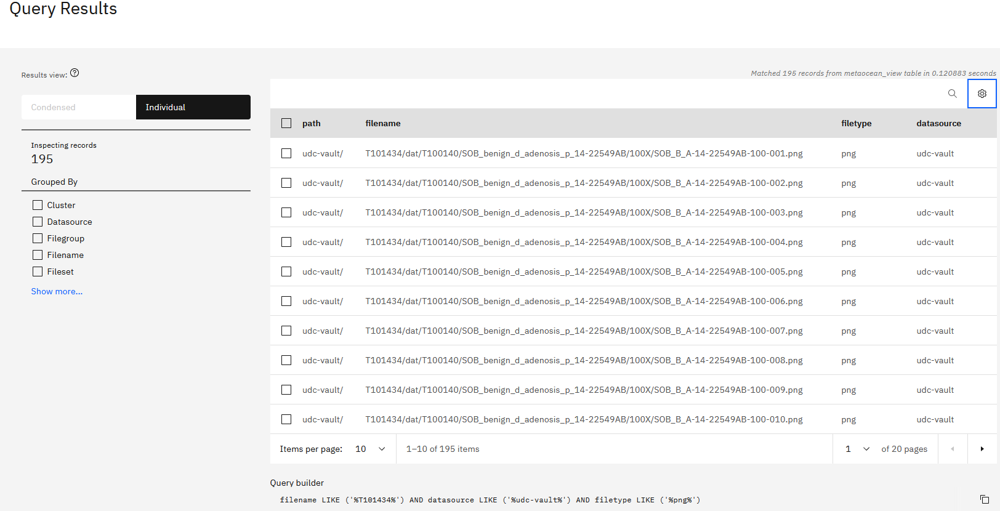 Query Results
Results view:
Matched 195 records from metaocean_view table in 0.120883 seconds
Condensed Individual
Inspecting records
195
Grouped By
Cluster
Datasource
Filegroup
Filename
Fileset
Show more...
path filename filetype datasource
udc-vault/ T101434/dat/T100140/SOB_benign_d_adenosis_p_14-22549AB/100X/SOB_B_A-14-22549AB-100-001.png png udc-vault
udc-vault/ T101434/dat/T100140/SOB_benign_d_adenosis_p_14-22549AB/100X/SOB_B_A-14-22549AB-100-002.png png udc-vault
udc-vault/ T101434/dat/T100140/SOB_benign_d_adenosis_p_14-22549AB/100X/SOB_B_A-14-22549AB-100-003.png png udc-vault
udc-vault/ T101434/dat/T100140/SOB_benign_d_adenosis_p_14-22549AB/100X/SOB_B_A-14-22549AB-100-004.png png udc-vault
udc-vault/ T101434/dat/T100140/SOB_benign_d_adenosis_p_14-22549AB/100X/SOB_B_A-14-22549AB-100-005.png png udc-vault
udc-vault/ T101434/dat/T100140/SOB_benign_d_adenosis_p_14-22549AB/100X/SOB_B_A-14-22549AB-100-006.png png udc-vault
udc-vault/ T101434/dat/T100140/SOB_benign_d_adenosis_p_14-22549AB/100X/SOB_B_A-14-22549AB-100-007.png png udc-vault
udc-vault/ T101434/dat/T100140/SOB_benign_d_adenosis_p_14-22549AB/100X/SOB_B_A-14-22549AB-100-008.png png udc-vault
udc-vault/ T101434/dat/T100140/SOB_benign_d_adenosis_p_14-22549AB/100X/SOB_B_A-14-22549AB-100-009.png png udc-vault
udc-vault/ T101434/dat/T100140/SOB_benign_d_adenosis_p_14-22549AB/100X/SOB_B_A-14-22549AB-100-010.png png udc-vault
Items per page: 10 1–10 of 195 items 1 of 20 pages
Query builder
filename LIKE ('%T101434%') AND datasource LIKE ('%udc-vault%') AND filetype LIKE ('%png%')